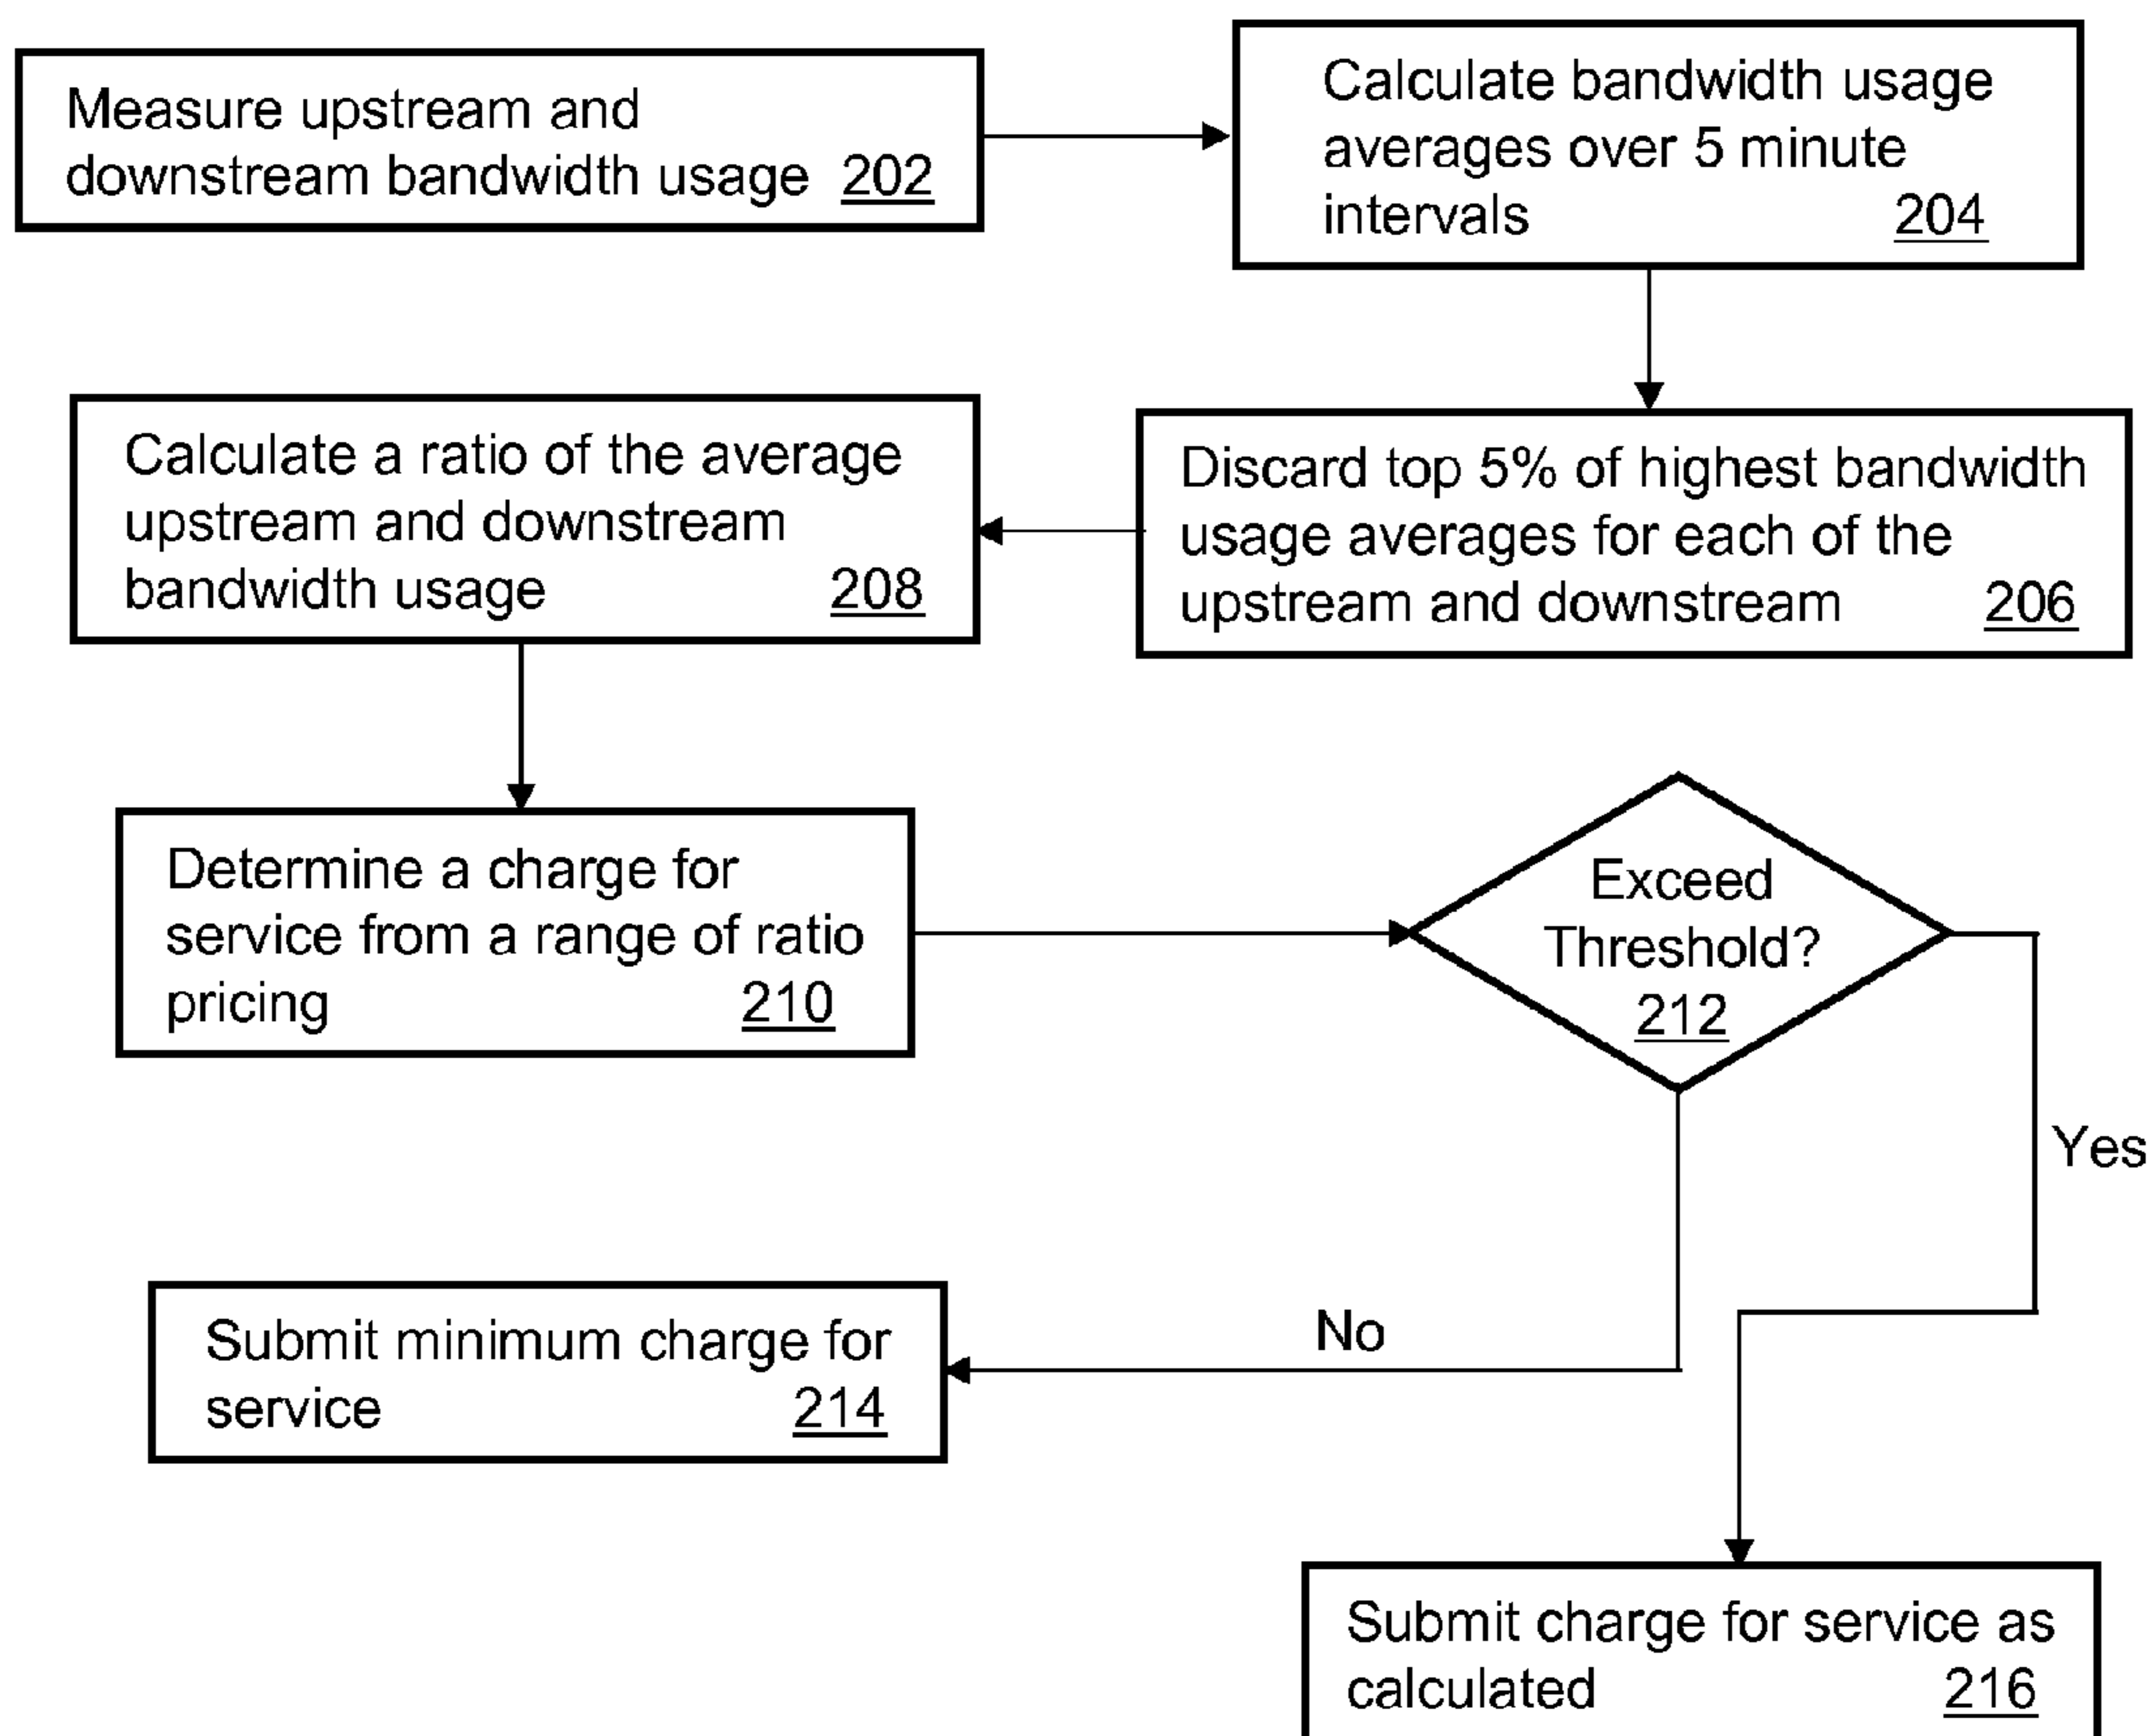 Measure upstream and
downstream bandwidth usage 202
Calculate bandwidth usage
averages over 5 minute
intervals 204
Discard top 5% of highest bandwidth
usage averages for each of the
upstream and downstream 206
Calculate a ratio of the average
upstream and downstream
bandwidth usage 208
Determine a charge for
service from a range of ratio
pricing 210
Exceed
Threshold?
212
Yes
No
Submit minimum charge for
service 214
Submit charge for service as
calculated 216